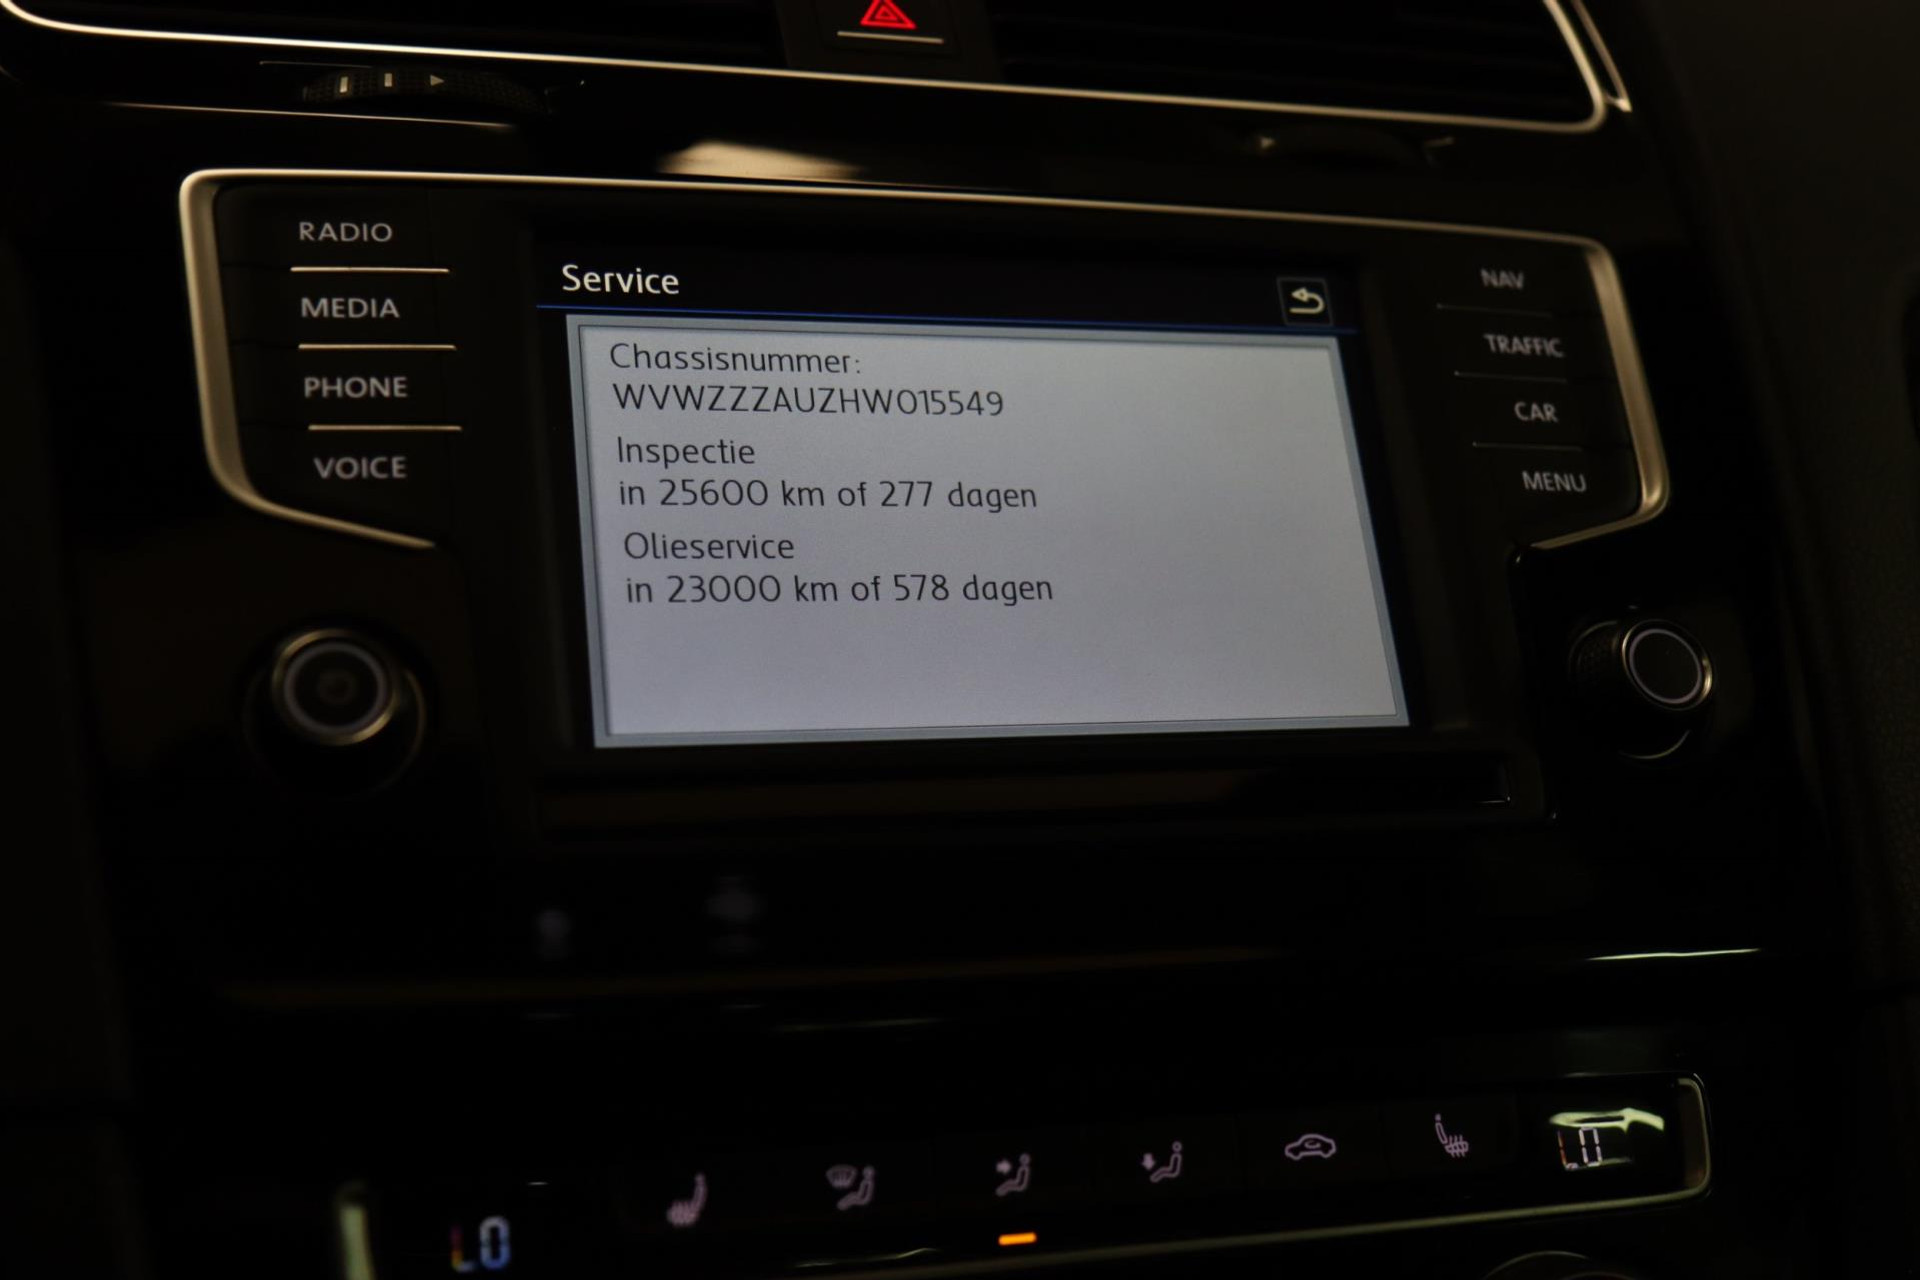 RADIO
MEDIA
PHONE
VOICE
Service
Chassisnummer:
WVWZZZAUZHW015549
Inspectie
in 25600 km of 277 dagen
Olieservice
in 23000 km of 578 dagen
NAV
TRAFFIC
CAR
MENU
LO
LO